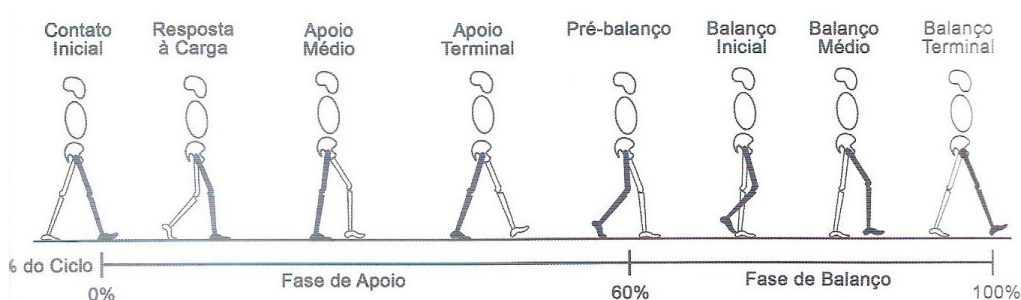 Contato
Inicial
Resposta
à Carga
Apoio
Médio
Apoio
Terminal
Pré-balanço
Balanço
Inicial
Balanço
Médio
Balanço
Terminal
% do Ciclo
Fase de Apoio
Fase de Balanço
0%
60%
100%